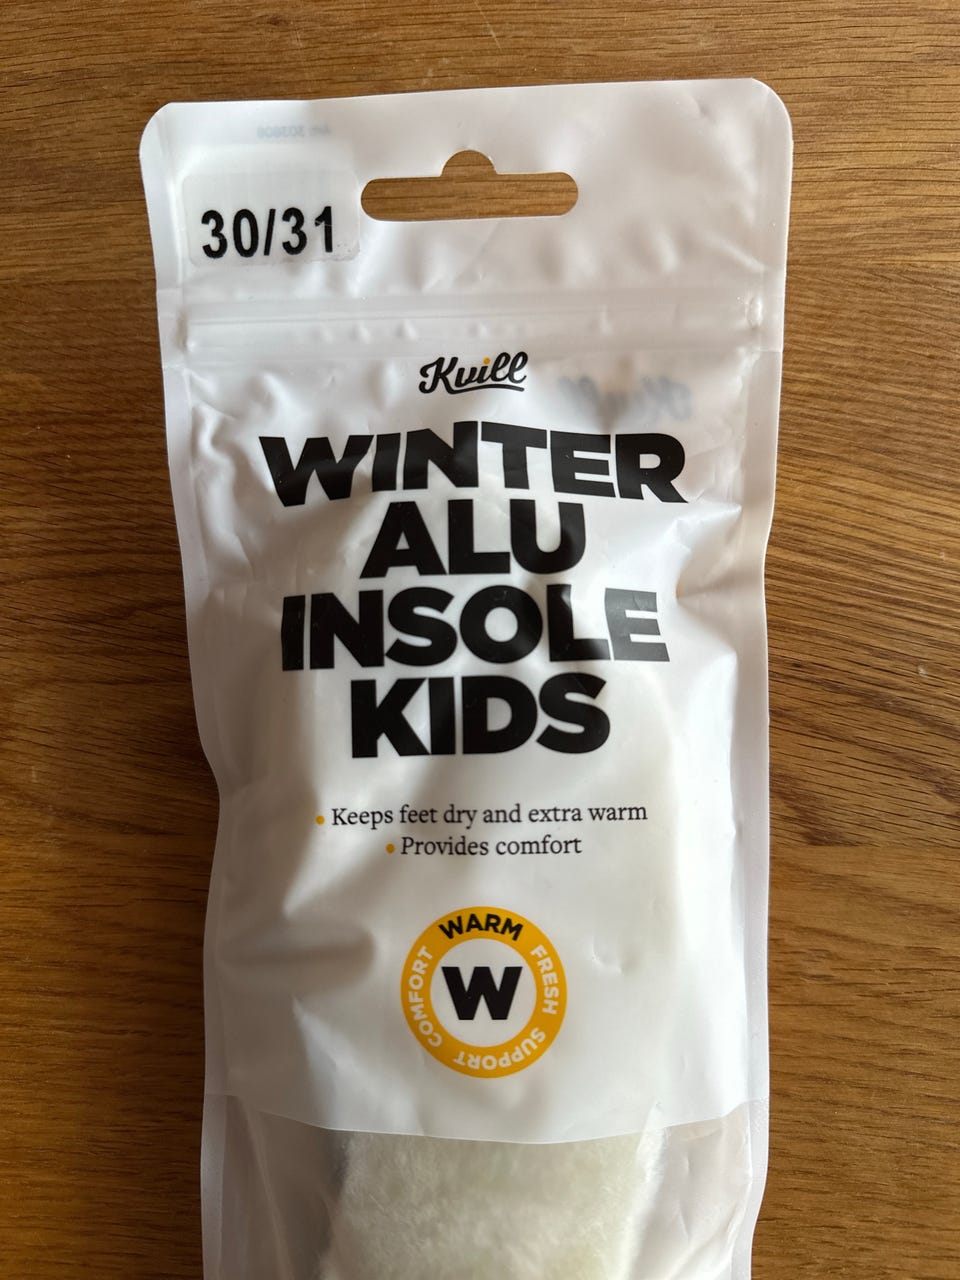 30/31
Kvill
WINTER
ALU
INSOLE
KIDS
• Keeps feet dry and extra warm
• Provides comfort
WARM
FRESH
SUPPORT
COMFORT
W